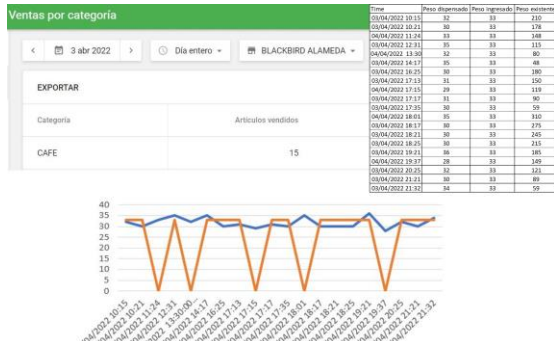 Ventas por categoría
3 abr 2022
Día entero
BLACKBIRD ALAMEDA
EXPORTAR
Categoría Artículos vendidos
CAFE 15
Time Peso dispensado Peso ingresado Peso existente
03/04/2022 10:15 32 33 210
03/04/2022 10:21 30 33 178
04/04/2022 11:24 33 33 148
03/04/2022 12:31 35 33 115
04/04/2022 13:30 32 33 80
03/04/2022 14:17 35 33 48
03/04/2022 16:25 30 33 180
03/04/2022 17:13 31 33 150
04/04/2022 17:15 29 33 119
03/04/2022 17:17 31 33 90
03/04/2022 17:35 30 33 59
04/04/2022 18:01 35 33 310
03/04/2022 18:17 30 33 275
03/04/2022 18:21 30 33 245
03/04/2022 18:25 30 33 215
03/04/2022 19:21 36 33 185
04/04/2022 19:37 28 33 149
03/04/2022 20:25 32 33 121
03/04/2022 21:21 30 33 89
03/04/2022 21:32 34 33 59
40
35
30
25
20
15
10
5
0